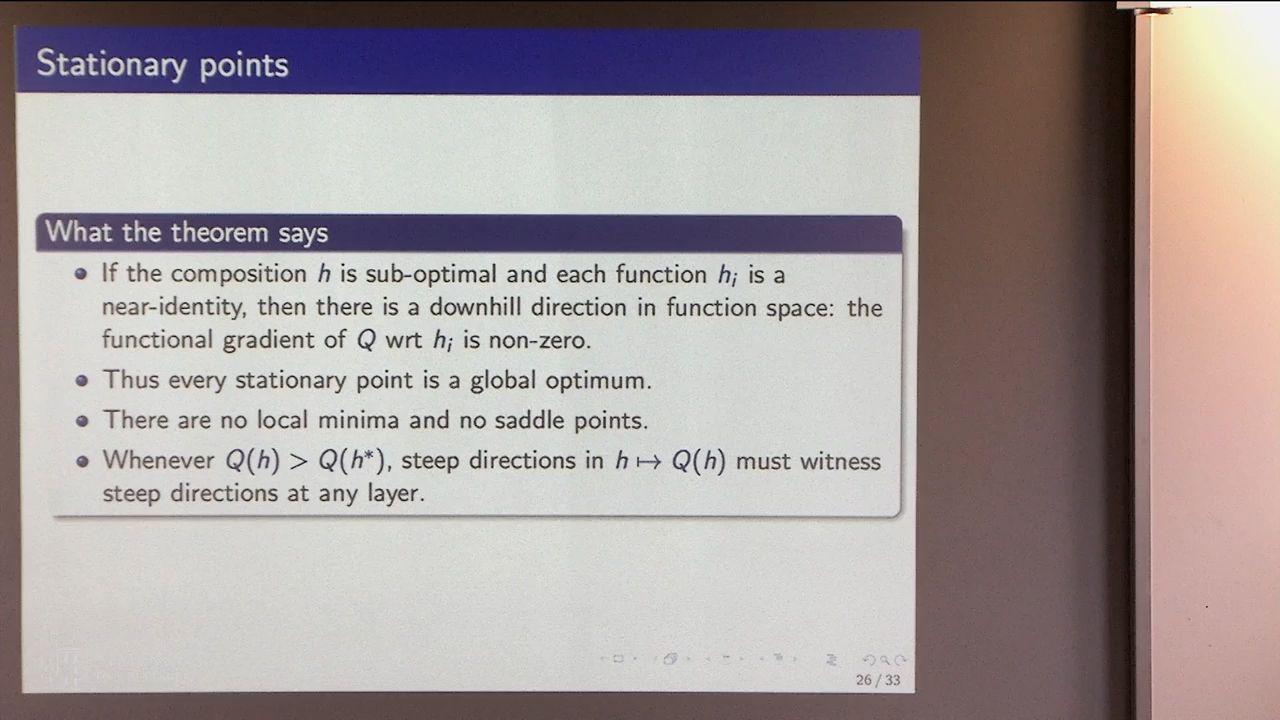 Stationary points
What the theorem says
If the composition h is sub-optimal and each function hᵢ is a
near-identity, then there is a downhill direction in function space: the
functional gradient of Q wrt hᵢ is non-zero.
Thus every stationary point is a global optimum.
There are no local minima and no saddle points.
Whenever Q(h) > Q(h*), steep directions in h ↦ Q(h) must witness
steep directions at any layer.
26 / 33